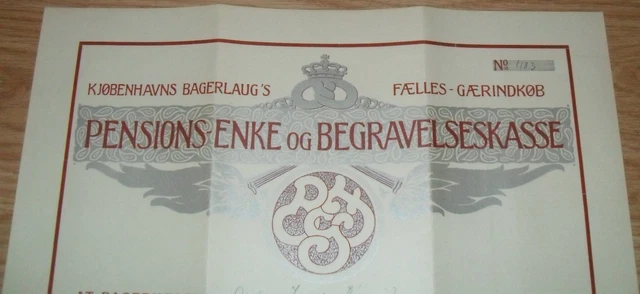 Nº
KJØBENHAVNS BAGERLAUG'S FÆLLES-GÆRINDKØB
PENSIONS ENKE OG BEGRAVELSESKASSE